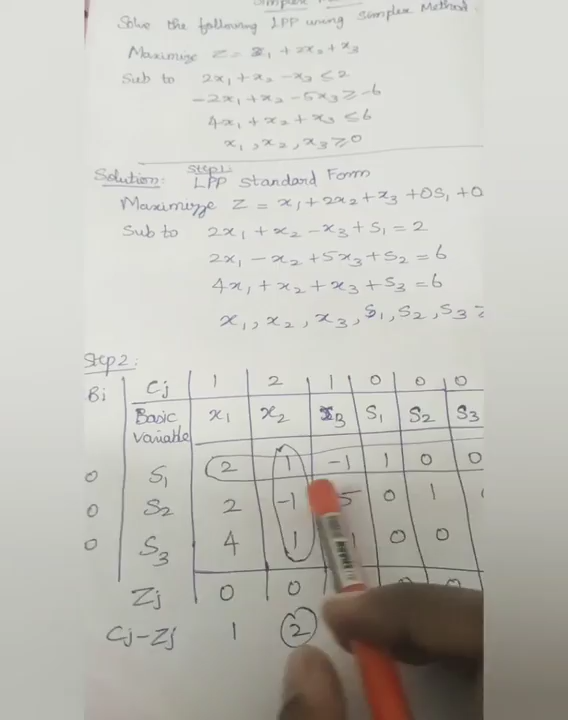 Solve the following LPP using Simplex Method.
Maximize Z = x₁ + 2x₂ + x₃
Sub to 2x₁ + x₂ - x₃ ≤ 2
-2x₁ + x₂ - 5x₃ ≥ -6
4x₁ + x₂ + x₃ ≤ 6
x₁, x₂, x₃ ≥ 0
Solution: Step1:
LPP Standard Form
Maximize Z = x₁ + 2x₂ + x₃ + 0S₁ + 0
Sub to 2x₁ + x₂ - x₃ + S₁ = 2
2x₁ - x₂ + 5x₃ + S₂ = 6
4x₁ + x₂ + x₃ + S₃ = 6
x₁, x₂, x₃, S₁, S₂, S₃ =
Step 2:
Bi Cj 1 2 1 0 0 0
Basic variable x₁ x₂ x₃ S₁ S₂ S₃
0 S₁ 2 1 -1 1 0 0
0 S₂ 2 -1 5 0 1
0 S₃ 4 1 1 0 0
Zj 0 0
Cj-Zj 1 2